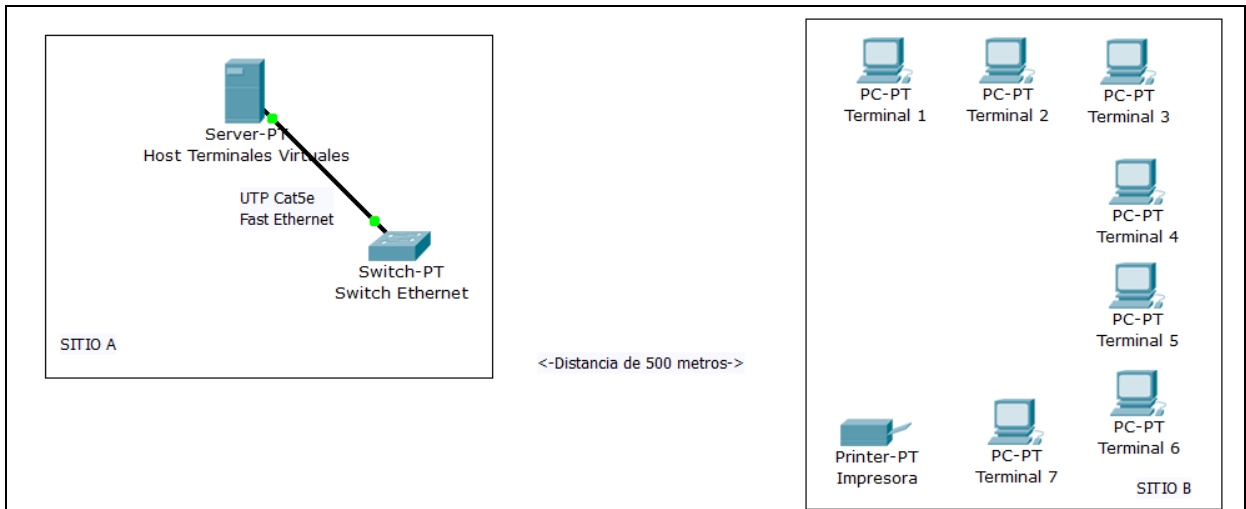 Server-PT
Host Terminales Virtuales
UTP Cat5e
Fast Ethernet
Switch-PT
Switch Ethernet
SITIO A
<-Distancia de 500 metros->
PC-PT
Terminal 1
PC-PT
Terminal 2
PC-PT
Terminal 3
PC-PT
Terminal 4
PC-PT
Terminal 5
PC-PT
Terminal 6
Printer-PT
Impresora
PC-PT
Terminal 7
SITIO B